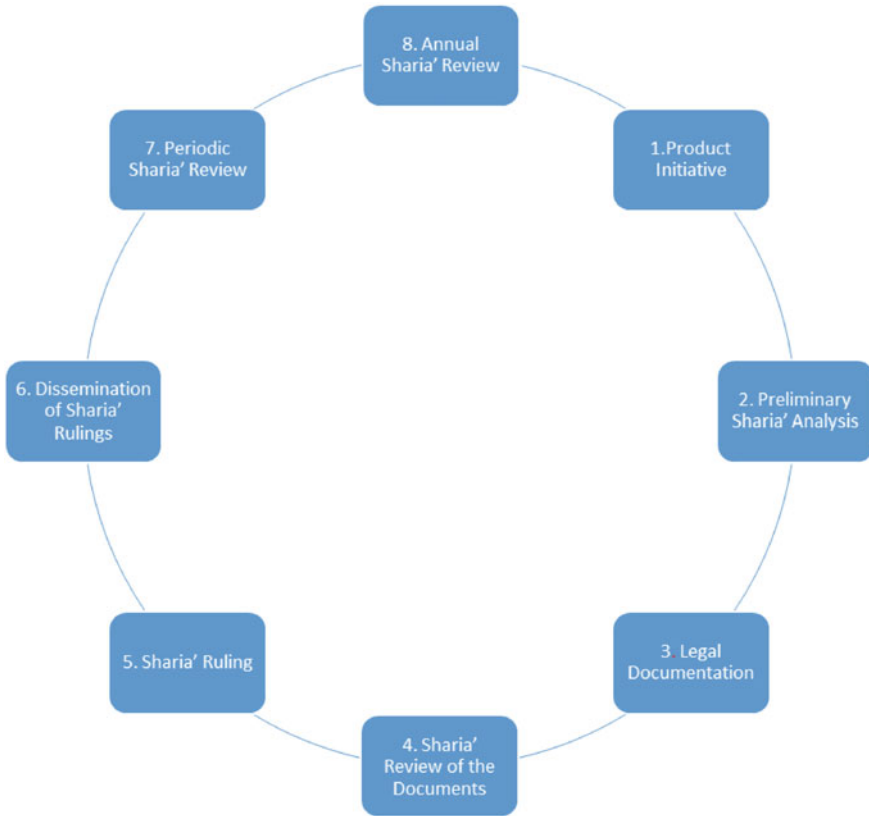 8. Annual
Sharia’ Review
1.Product
Initiative
2. Preliminary
Sharia’ Analysis
3. Legal
Documentation
4. Sharia’
Review of the
Documents
5. Sharia’ Ruling
6. Dissemination
of Sharia’
Rulings
7. Periodic
Sharia’ Review